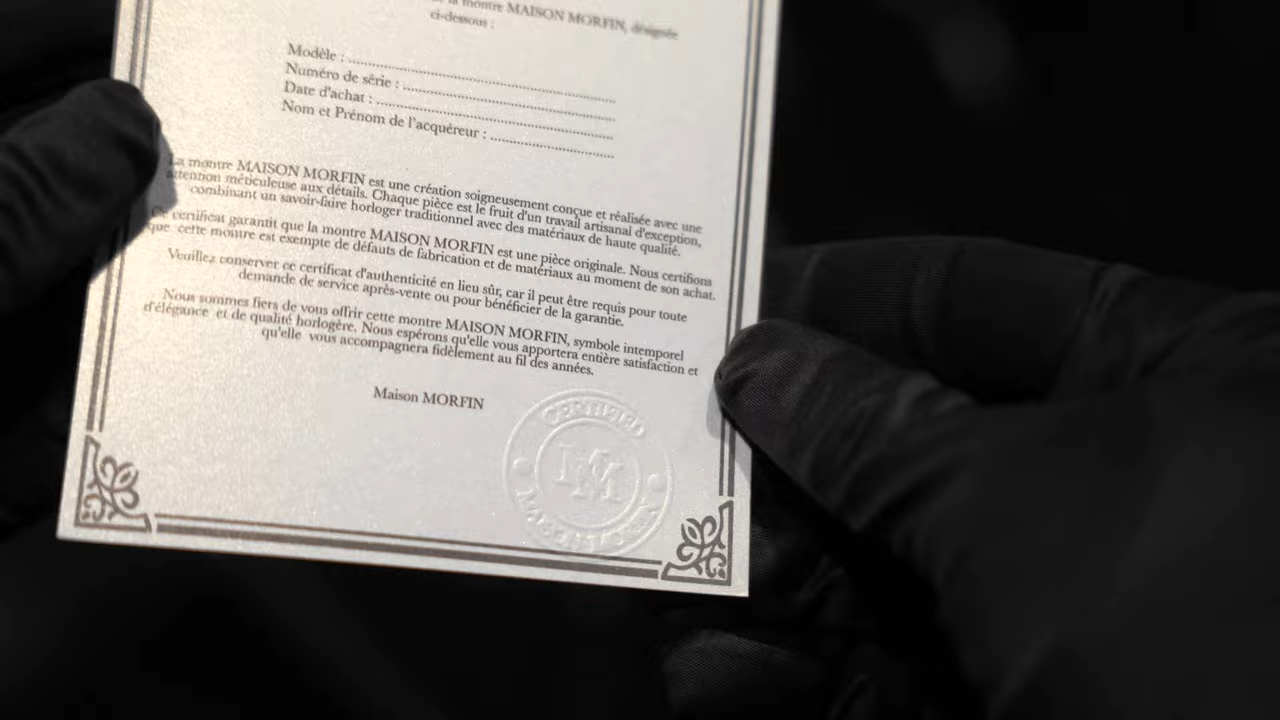 la montre MAISON MORFIN, désignée
ci-dessous :
Modèle : ....................................................
Numéro de série : ..........................................
Date d'achat : ...............................................
Nom et Prénom de l'acquéreur : .........................
La montre MAISON MORFIN est une création soigneusement conçue et réalisée avec une
attention méticuleuse aux détails. Chaque pièce est le fruit d'un travail artisanal d'exception,
combinant un savoir-faire horloger traditionnel avec des matériaux de haute qualité.
Ce certificat garantit que la montre MAISON MORFIN est une pièce originale. Nous certifions
que cette montre est exempte de défauts de fabrication et de matériaux au moment de son achat.
Veuillez conserver ce certificat d'authenticité en lieu sûr, car il peut être requis pour toute
demande de service après-vente ou pour bénéficier de la garantie.
Nous sommes fiers de vous offrir cette montre MAISON MORFIN, symbole intemporel
d'élégance et de qualité horlogère. Nous espérons qu'elle vous apportera entière satisfaction et
qu'elle vous accompagnera fidèlement au fil des années.
Maison MORFIN
CERTIFIED
MM